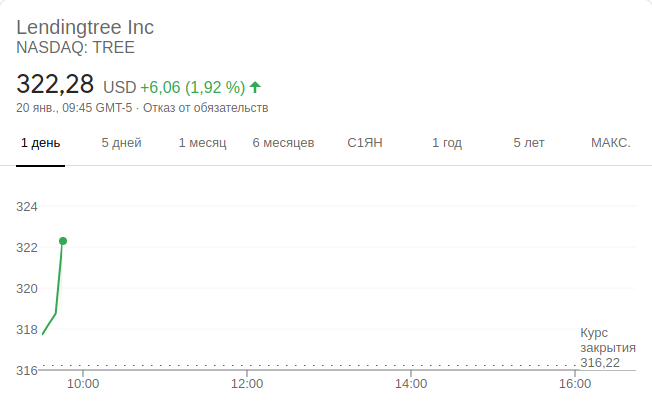 Lendingtree Inc
NASDAQ: TREE
322,28 USD +6,06 (1,92 %)
20 янв., 09:45 GMT-5 · Отказ от обязательств
1 день 5 дней 1 месяц 6 месяцев С1ЯН 1 год 5 лет МАКС.
324
322
320
318
316
Курс
закрытия
316,22
10:00 12:00 14:00 16:00